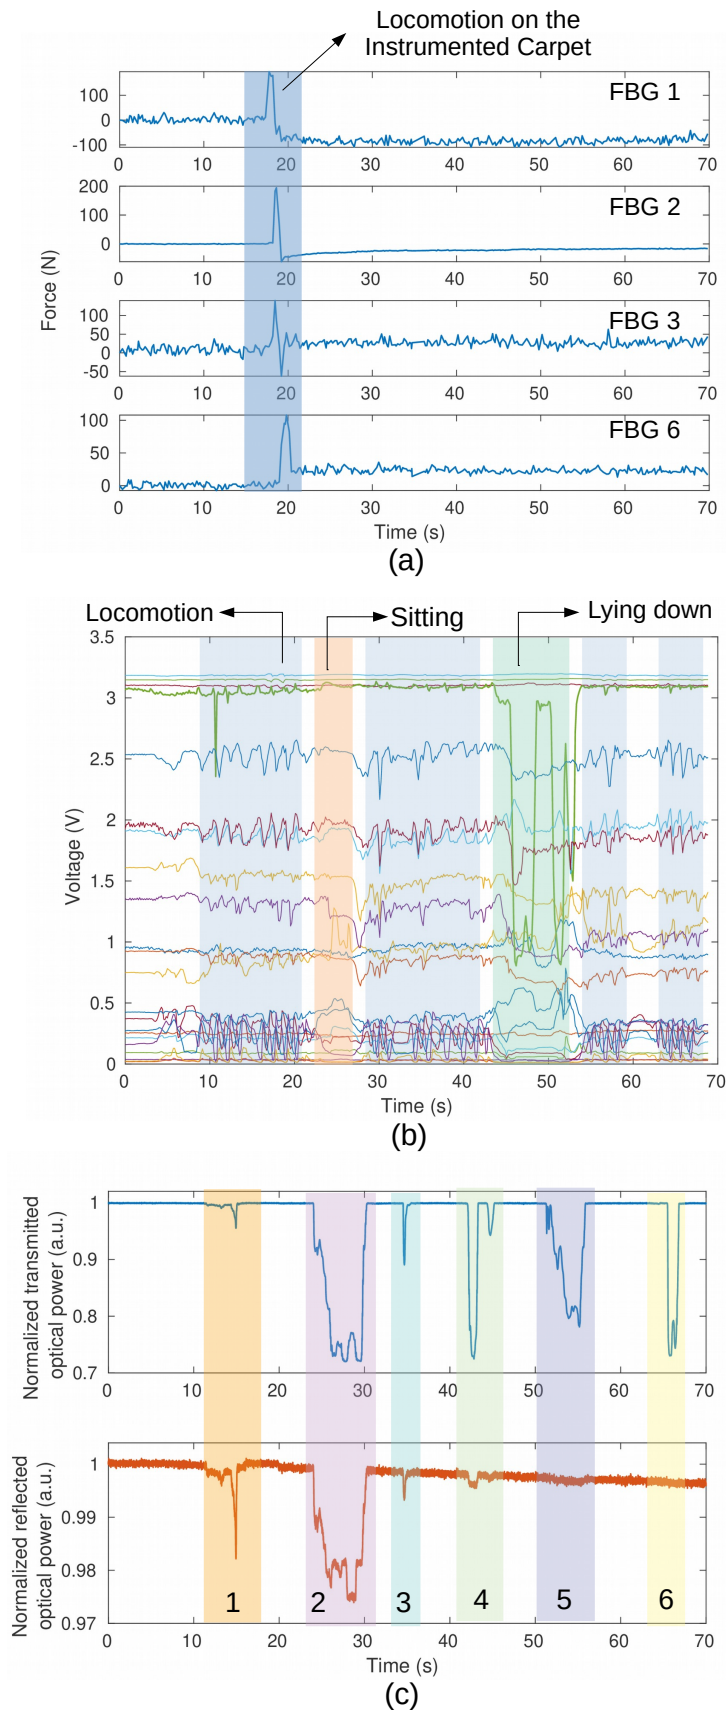 Locomotion on the
Instrumented Carpet
FBG 1
100
0
-100
0 10 20 30 40 50 60 70
FBG 2
200
100
0
0 10 20 30 40 50 60 70
Force (N)
FBG 3
100
50
0
-50
0 10 20 30 40 50 60 70
FBG 6
100
50
0
0 10 20 30 40 50 60 70
Time (s)
(a)
Locomotion Sitting Lying down
3.5
3
2.5
2
1.5
1
0.5
0
Voltage (V)
0 10 20 30 40 50 60 70
Time (s)
(b)
Normalized transmitted
optical power (a.u.)
1
0.9
0.8
0.7
0 10 20 30 40 50 60 70
Normalized reflected
optical power (a.u.)
1
0.99
0.98
0.97
1 2 3 4 5 6
0 10 20 30 40 50 60 70
Time (s)
(c)